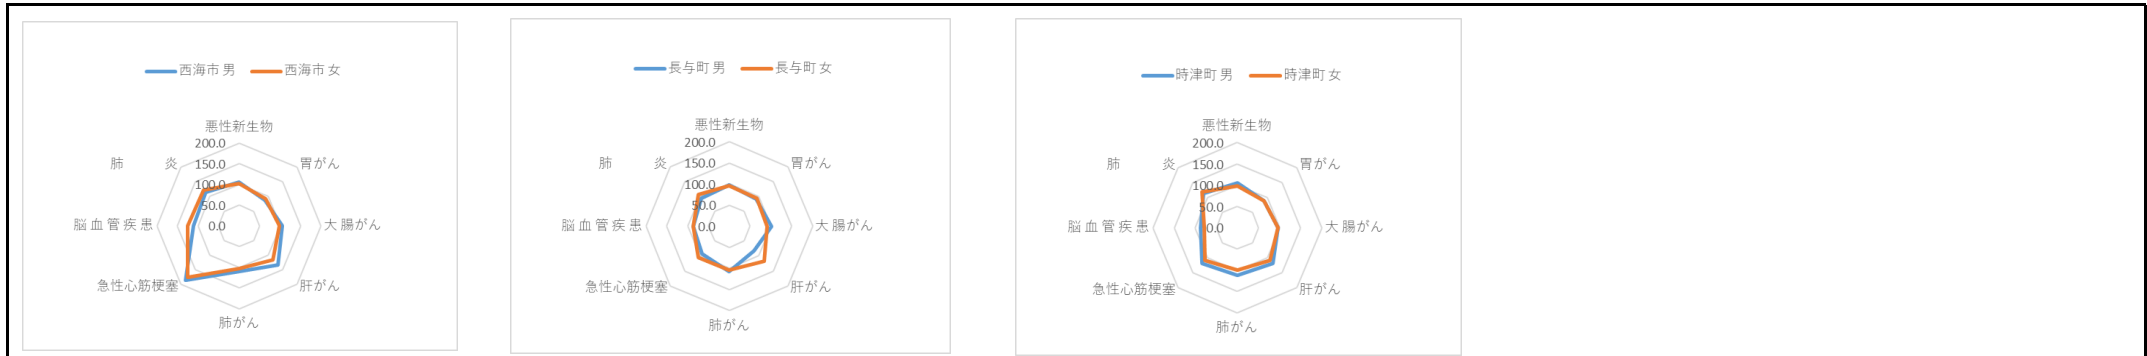 西海市 男 西海市 女
悪性新生物
200.0
肺 炎 150.0 胃がん
100.0
50.0
脳血管疾患 0.0 大腸がん
急性心筋梗塞 肝がん
肺がん
長与町 男 長与町 女
悪性新生物
200.0
肺 炎 150.0 胃がん
100.0
50.0
脳血管疾患 0.0 大腸がん
急性心筋梗塞 肝がん
肺がん
時津町 男 時津町 女
悪性新生物
200.0
肺 炎 150.0 胃がん
100.0
50.0
脳血管疾患 0.0 大腸がん
急性心筋梗塞 肝がん
肺がん